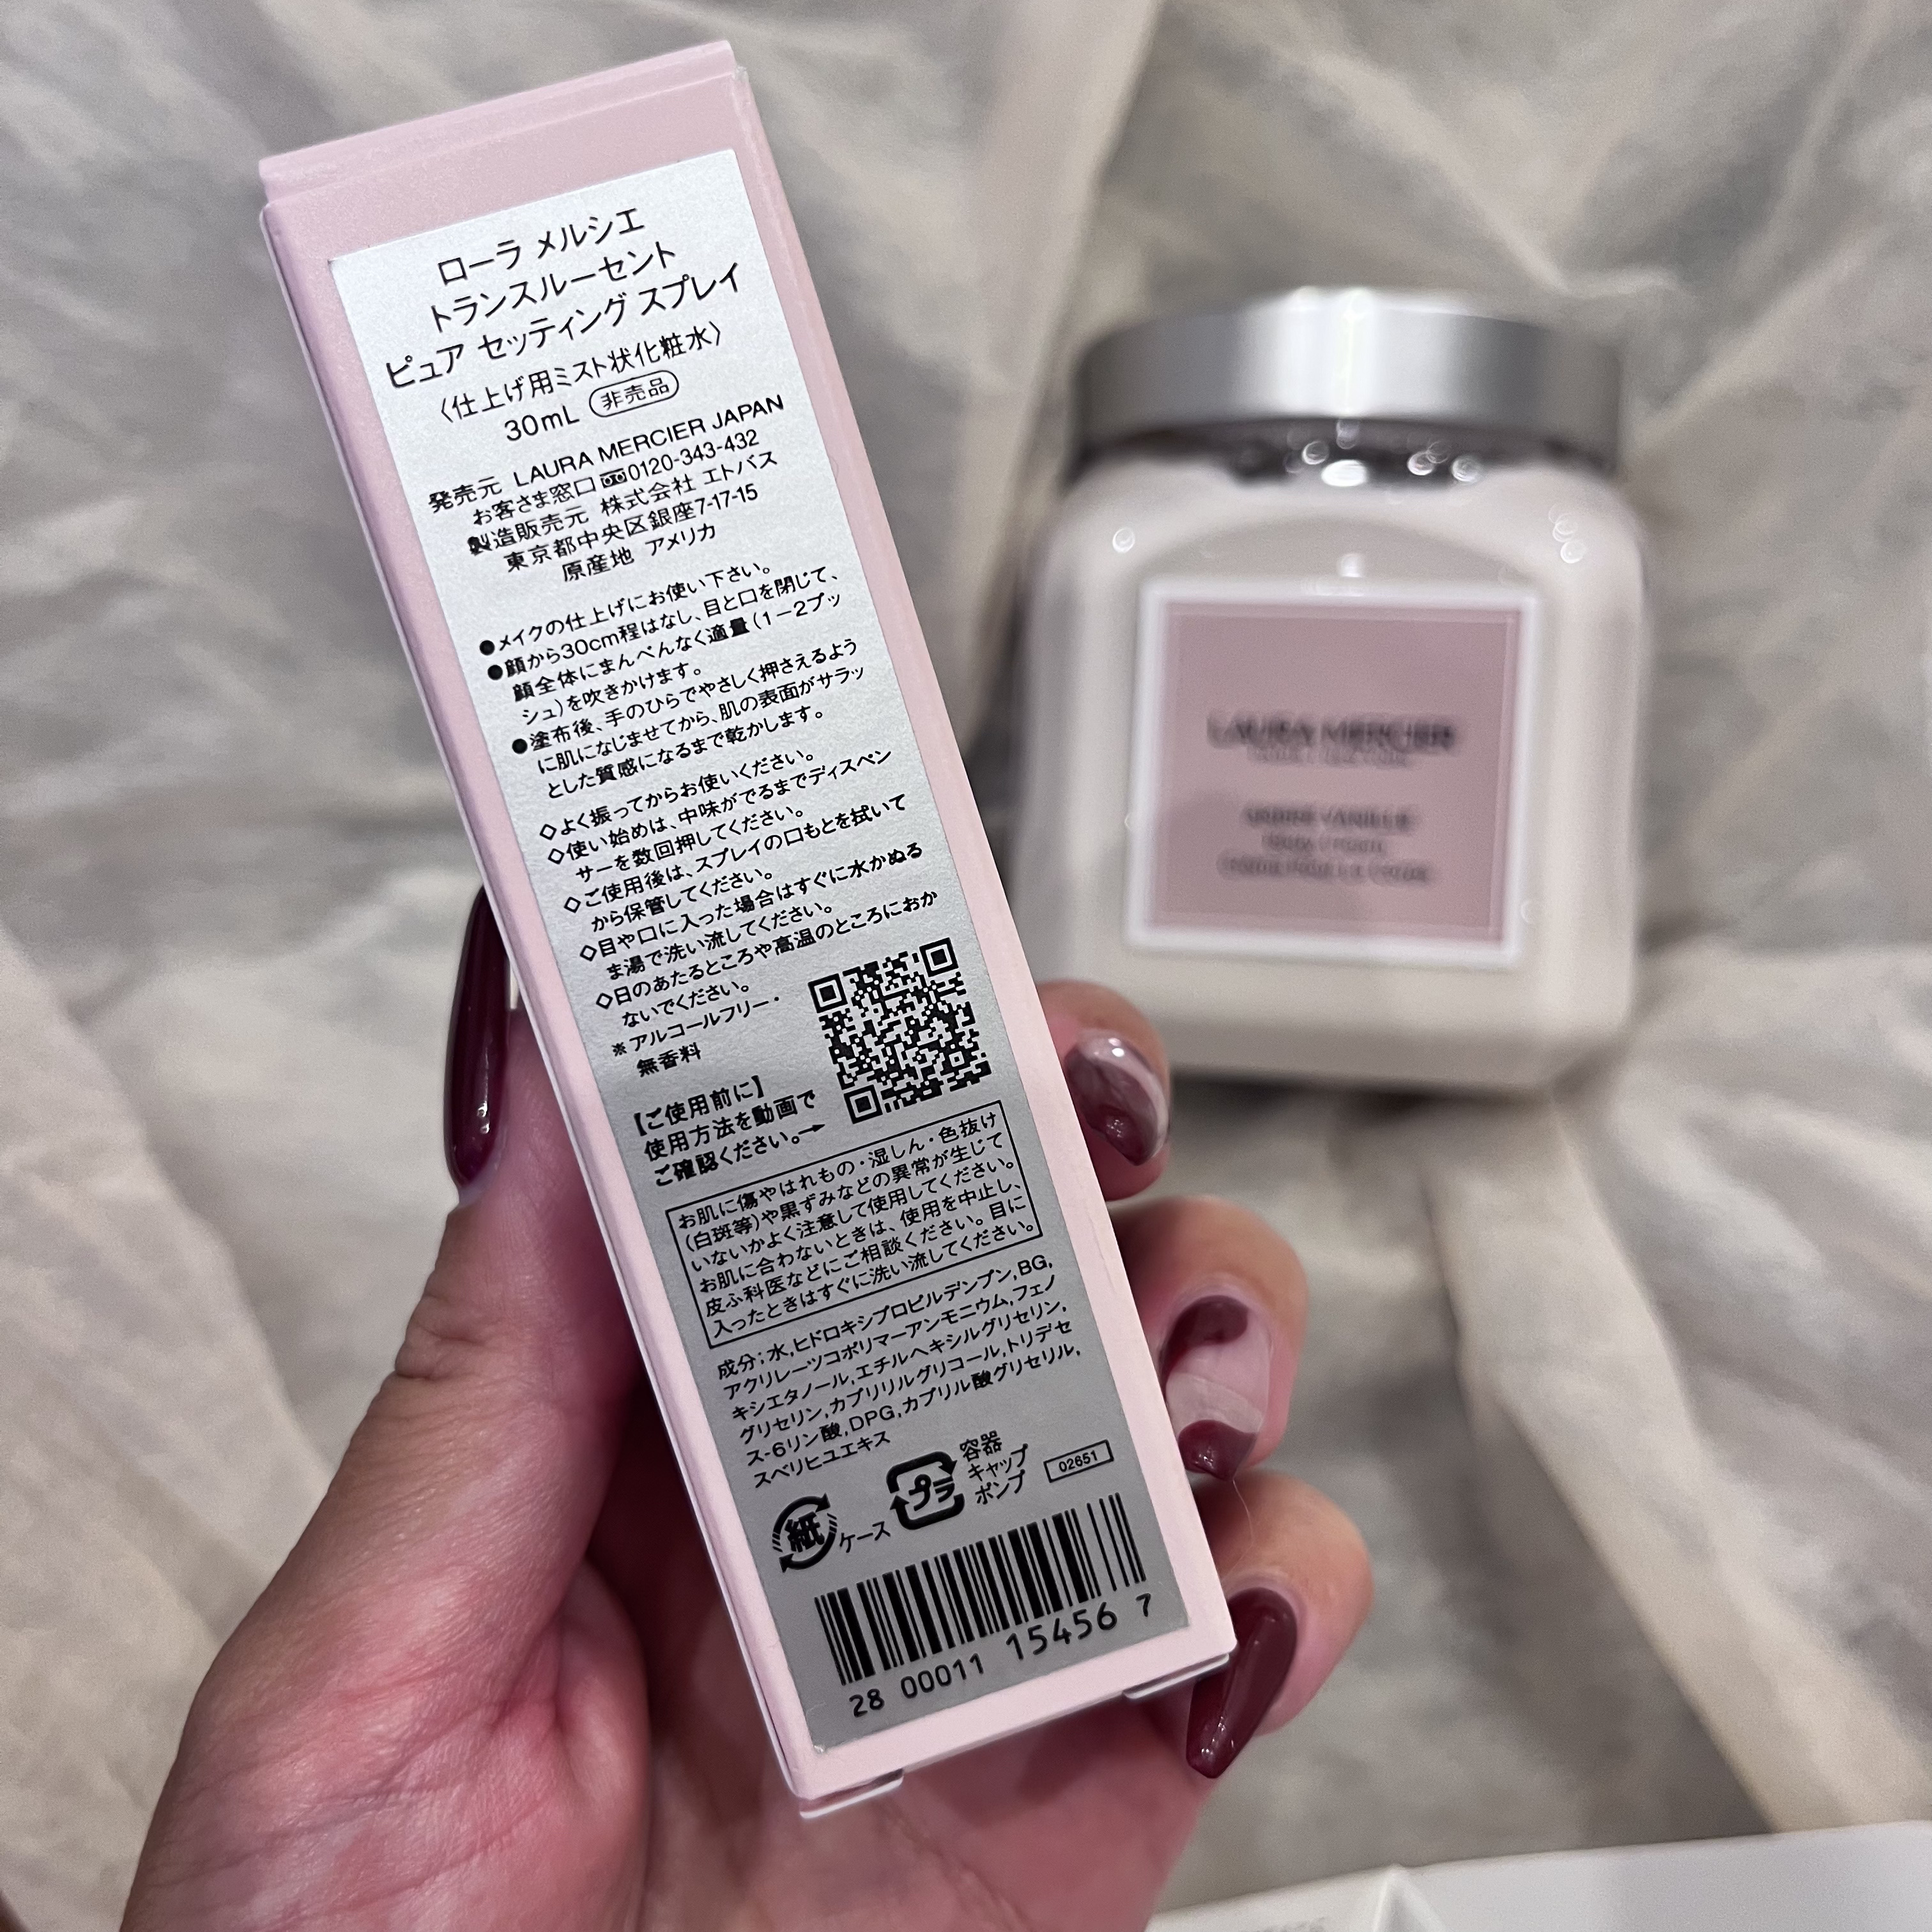 ローラ メルシエ
トランスルーセント
ピュア セッティング スプレイ
〈仕上げ用ミスト状化粧水〉
30mL 非売品
発売元 LAURA MERCIER JAPAN
お客さま窓口 0120-343-432
製造販売元 株式会社 エトバス
東京都中央区銀座7-17-15
原産地 アメリカ
●メイクの仕上げにお使い下さい。
●顔から30cm程はなし、目と口を閉じて、
顔全体にまんべんなく適量(1−2プッ
シュ)を吹きかけます。
●塗布後、手のひらでやさしく押さえるよう
に肌になじませてから、肌の表面がサラッ
とした質感になるまで乾かします。
◇よく振ってからお使いください。
◇使い始めは、中味がでるまでディスペン
サーを数回押してください。
◇ご使用後は、スプレイの口もとを拭いて
から保管してください。
◇目や口に入った場合はすぐに水かぬる
ま湯で洗い流してください。
◇日のあたるところや高温のところにおか
ないでください。
※アルコールフリー・
無香料
【ご使用前に】
使用方法を動画で
ご確認ください。→
お肌に傷やはれもの・湿しん・色抜け
(白斑等)や黒ずみなどの異常が生じて
いないかよく注意して使用してください。
お肌に合わないときは、使用を中止し、
皮ふ科医などにご相談ください。目に
入ったときはすぐに洗い流してください。
成分;水,ヒドロキシプロピルデンプン,BG,
アクリレーツコポリマーアンモニウム,フェノ
キシエタノール,エチルヘキシルグリセリン,
グリセリン,カプリリルグリコール,トリデセ
ス-6リン酸,DPG,カプリル酸グリセリル,
スベリヒユエキス
紙 ケース
プラ
容器
キャップ
ポンプ
02651
28 00011 15456 7
LAURA MERCIER
AMBRE VANILLE